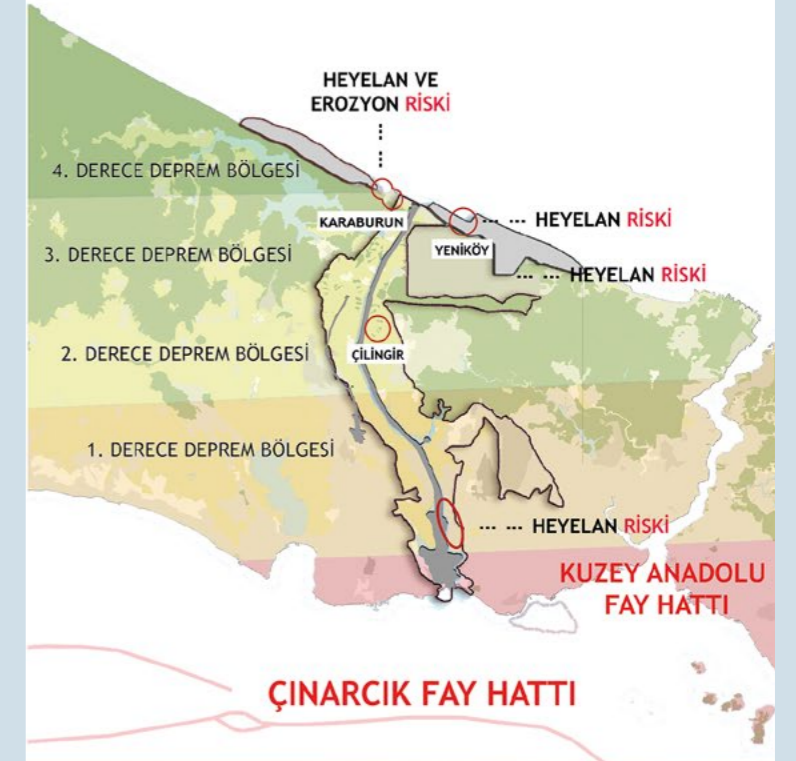 HEYELAN VE
EROZYON RİSKİ
4. DERECE DEPREM BÖLGESİ
KARABURUN
HEYELAN RİSKİ
3. DERECE DEPREM BÖLGESİ
YENİKÖY
HEYELAN RİSKİ
2. DERECE DEPREM BÖLGESİ
ÇİLİNGİR
1. DERECE DEPREM BÖLGESİ
HEYELAN RİSKİ
KUZEY ANADOLU
FAY HATTI
ÇINARCIK FAY HATTI